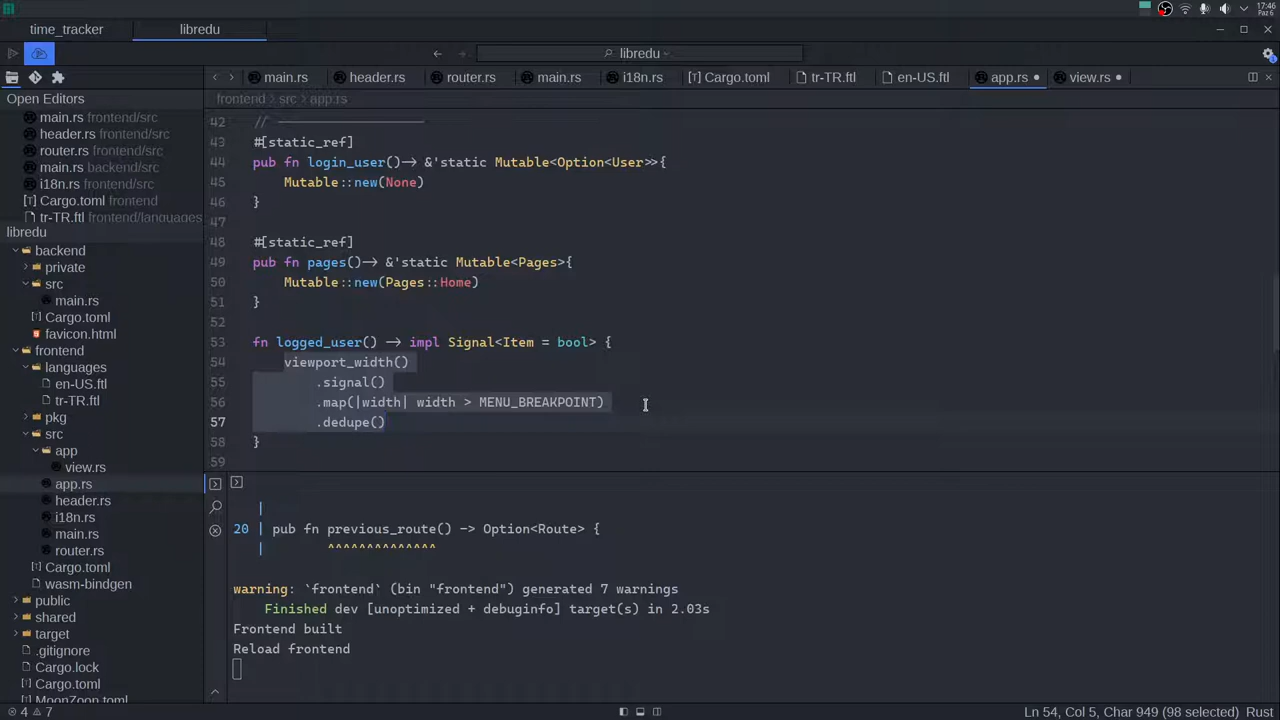 17:46
Paz 6
time_tracker
libredu
libredu
main.rs
header.rs
router.rs
main.rs
i18n.rs
[T] Cargo.toml
tr-TR.ftl
en-US.ftl
app.rs
view.rs
Open Editors
main.rs frontend/src
header.rs frontend/src
router.rs frontend/src
main.rs backend/src
i18n.rs frontend/src
[T] Cargo.toml frontend
tr-TR.ftl frontend/languages
libredu
backend
private
src
main.rs
Cargo.toml
favicon.html
frontend
languages
en-US.ftl
tr-TR.ftl
pkg
src
app
view.rs
app.rs
header.rs
i18n.rs
main.rs
router.rs
Cargo.toml
wasm-bindgen
public
shared
target
.gitignore
Cargo.lock
Cargo.toml
MoonZoon.toml
frontend › src › app.rs
42 // ———————————————————
43 #[static_ref]
44 pub fn login_user()-> &'static Mutable<Option<User>>{
45 Mutable::new(None)
46 }
47
48 #[static_ref]
49 pub fn pages()-> &'static Mutable<Pages>{
50 Mutable::new(Pages::Home)
51 }
52
53 fn logged_user() -> impl Signal<Item = bool> {
54 viewport_width()
55 .signal()
56 .map(|width| width > MENU_BREAKPOINT)
57 .dedupe()
58 }
59
|
20 | pub fn previous_route() -> Option<Route> {
| ^^^^^^^^^^^^^^
warning: `frontend` (bin "frontend") generated 7 warnings
Finished dev [unoptimized + debuginfo] target(s) in 2.03s
Frontend built
Reload frontend
4 7
Ln 54, Col 5, Char 949 (98 selected) Rust